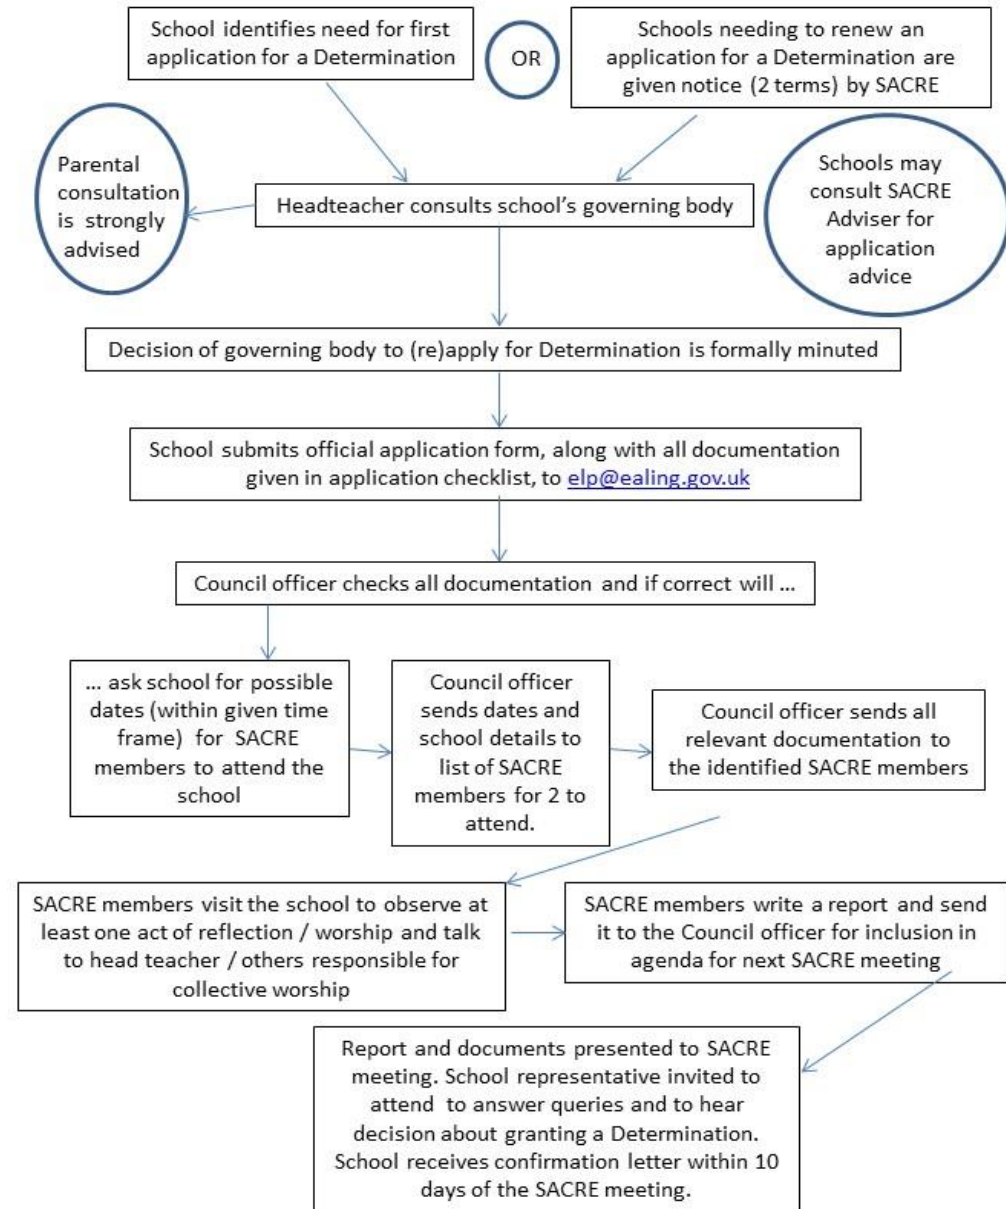 School identifies need for first
application for a Determination
OR
Schools needing to renew an
application for a Determination are
given notice (2 terms) by SACRE
Parental
consultation
is strongly
advised
Headteacher consults school's governing body
Schools may
consult SACRE
Adviser for
application
advice
Decision of governing body to (re)apply for Determination is formally minuted
School submits official application form, along with all documentation
given in application checklist, to elp@ealing.gov.uk
Council officer checks all documentation and if correct will ...
... ask school for possible
dates (within given time
frame) for SACRE
members to attend the
school
Council officer
sends dates and
school details to
list of SACRE
members for 2 to
attend.
Council officer sends all
relevant documentation to
the identified SACRE members
SACRE members visit the school to observe at
least one act of reflection / worship and talk
to head teacher / others responsible for
collective worship
SACRE members write a report and send
it to the Council officer for inclusion in
agenda for next SACRE meeting
Report and documents presented to SACRE
meeting. School representative invited to
attend to answer queries and to hear
decision about granting a Determination.
School receives confirmation letter within 10
days of the SACRE meeting.